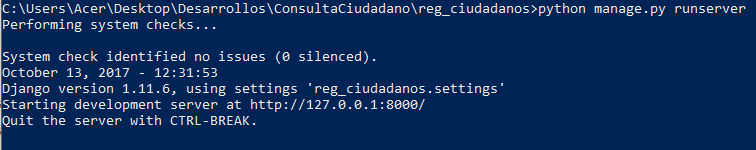 C:\Users\Acer\Desktop\Desarrollos\ConsultaCiudadano\reg_ciudadanos>python manage.py runserver
Performing system checks...
System check identified no issues (0 silenced).
October 13, 2017 - 12:31:53
Django version 1.11.6, using settings 'reg_ciudadanos.settings'
Starting development server at http://127.0.0.1:8000/
Quit the server with CTRL-BREAK.